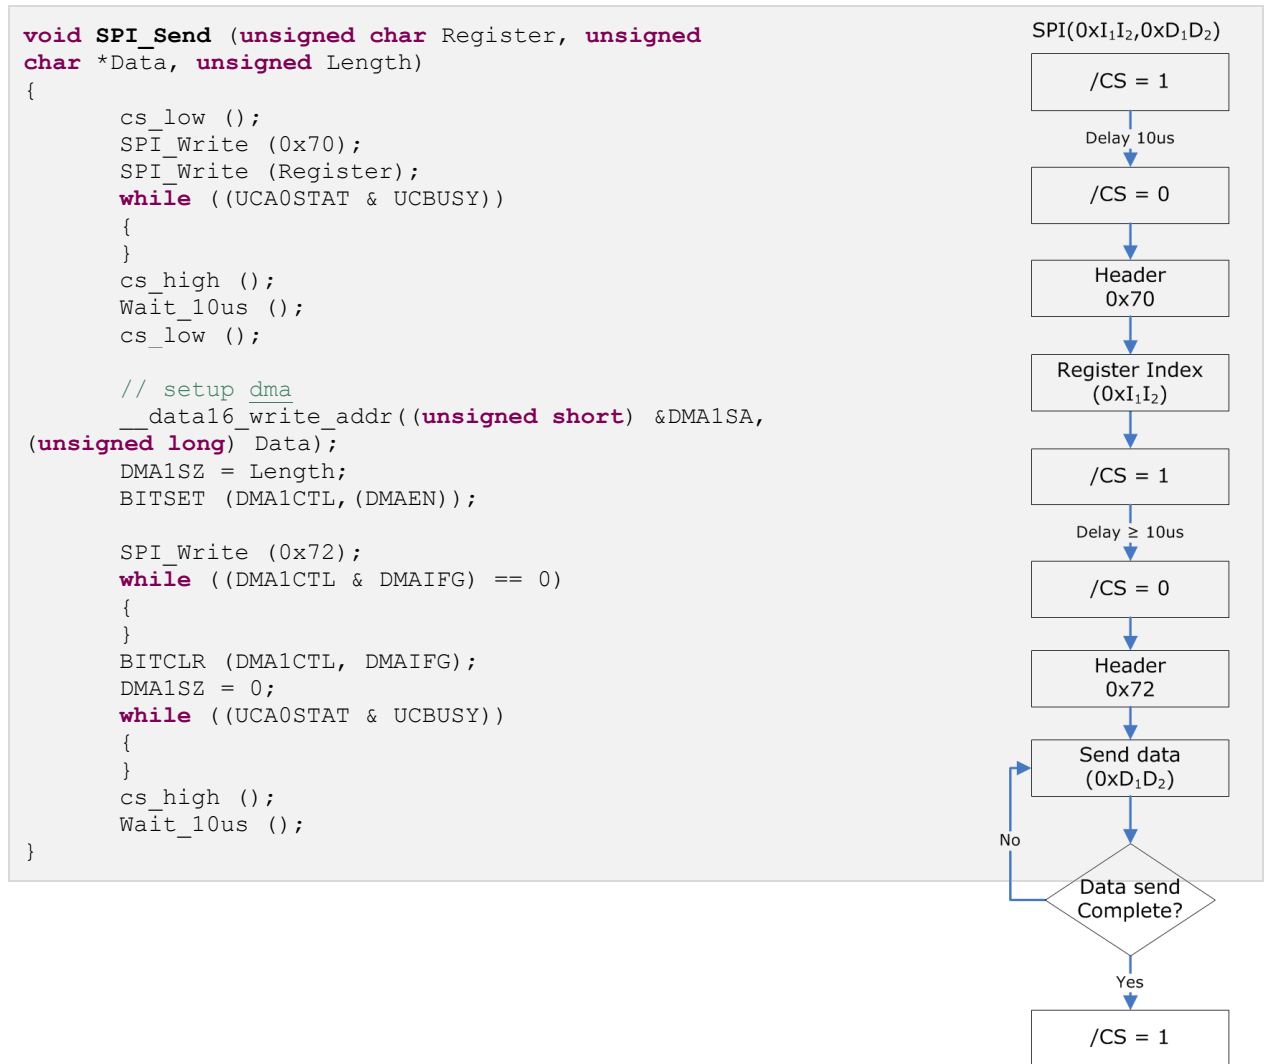 void SPI_Send (unsigned char Register, unsigned
char *Data, unsigned Length)
{
cs_low ();
SPI_Write (0x70);
SPI_Write (Register);
while ((UCA0STAT & UCBUSY))
{
}
cs_high ();
Wait_10us ();
cs_low ();
// setup dma
__data16_write_addr((unsigned short) &DMA1SA,
(unsigned long) Data);
DMA1SZ = Length;
BITSET (DMA1CTL,(DMAEN));
SPI_Write (0x72);
while ((DMA1CTL & DMAIFG) == 0)
{
}
BITCLR (DMA1CTL, DMAIFG);
DMA1SZ = 0;
while ((UCA0STAT & UCBUSY))
{
}
cs_high ();
Wait_10us ();
}
SPI(0xI₁I₂,0xD₁D₂)
/CS = 1
Delay 10us
/CS = 0
Header
0x70
Register Index
(0xI₁I₂)
/CS = 1
Delay ≥ 10us
/CS = 0
Header
0x72
Send data
(0xD₁D₂)
No
Data send
Complete?
Yes
/CS = 1